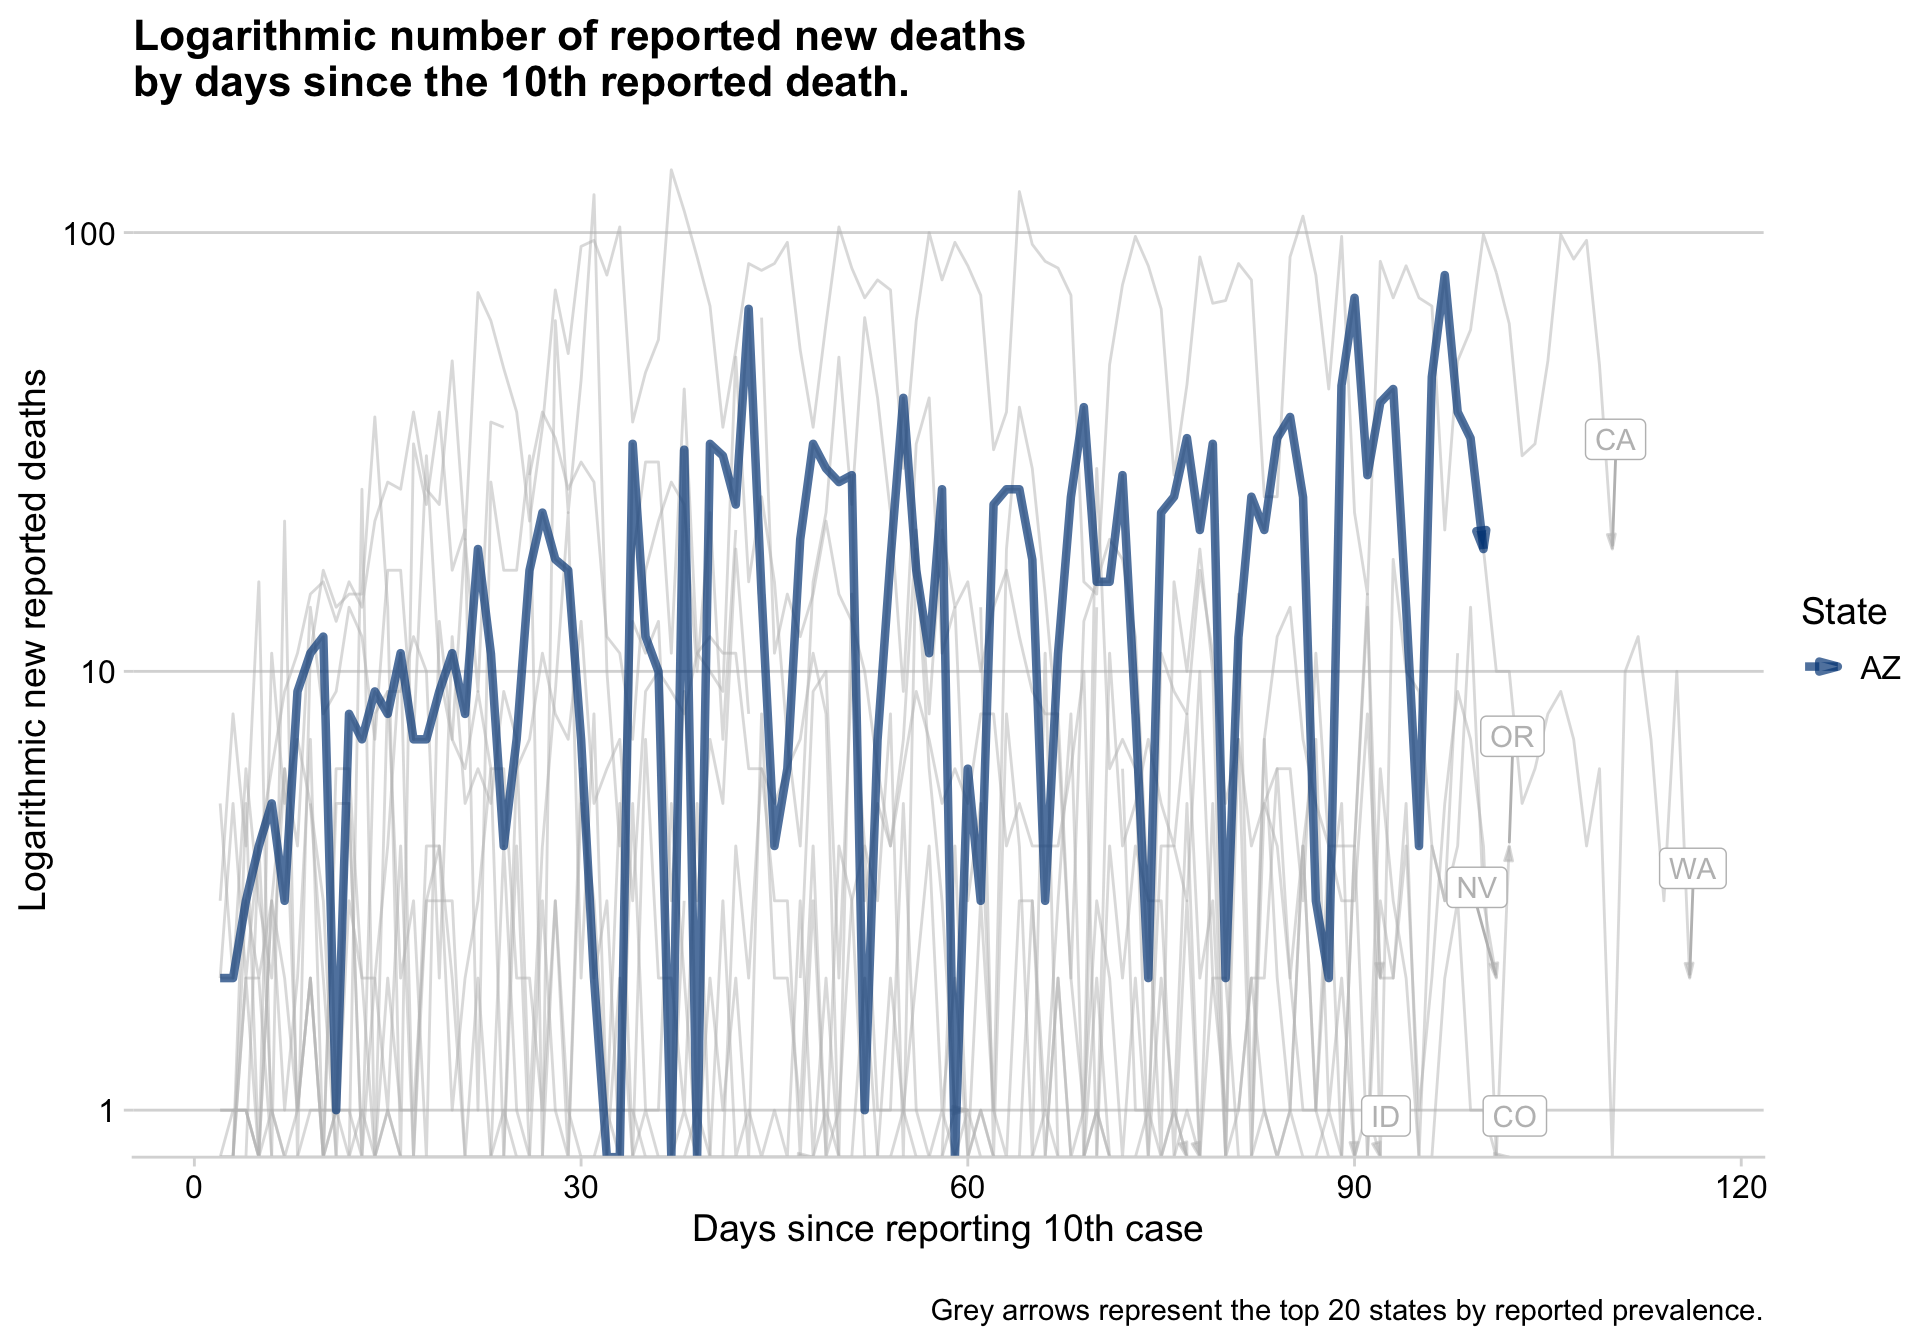 Logarithmic number of reported new deaths
by days since the 10th reported death.
Logarithmic new reported deaths
100
10
1
CA
OR
NV
WA
ID
CO
State
AZ
0
30
60
90
120
Days since reporting 10th case
Grey arrows represent the top 20 states by reported prevalence.